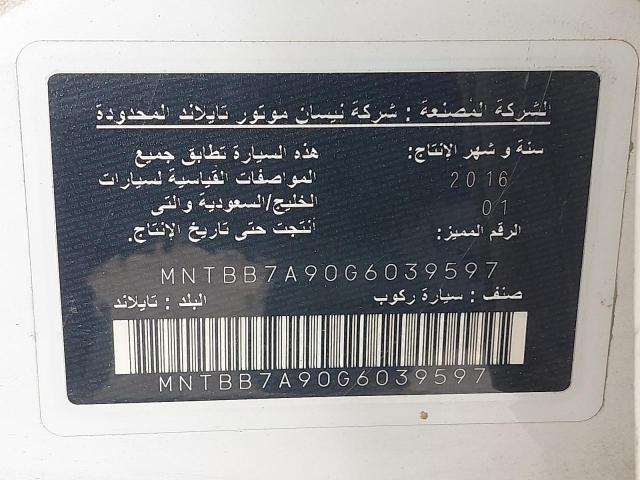 الشركة المصنعة : شركة نيسان موتور تايلاند المحدودة
سنة و شهر الإنتاج:
2016
01
الرقم المميز:
هذه السيارة تطابق جميع
المواصفات القياسية لسيارات
الخليج/السعودية والتى
أنتجت حتى تاريخ الإنتاج.
MNTBB7A90G6039597
صنف : سيارة ركوب
البلد : تايلاند
MNTBB7A90G6039597